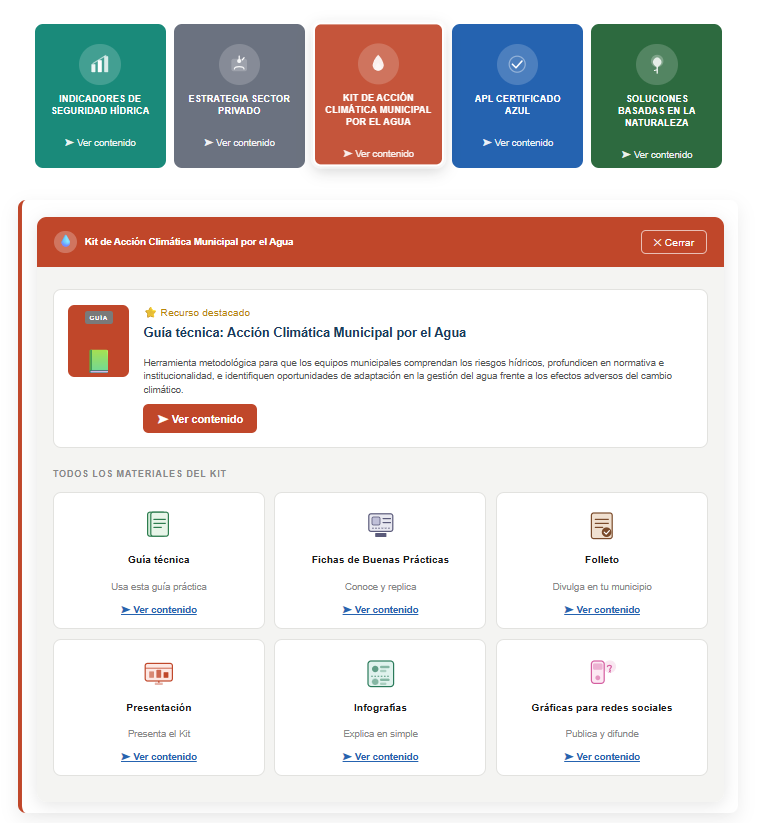 INDICADORES DE
SEGURIDAD HÍDRICA
➤ Ver contenido
ESTRATEGIA SECTOR
PRIVADO
➤ Ver contenido
KIT DE ACCIÓN
CLIMÁTICA MUNICIPAL
POR EL AGUA
➤ Ver contenido
APL CERTIFICADO
AZUL
➤ Ver contenido
SOLUCIONES
BASADAS EN LA
NATURALEZA
➤ Ver contenido
Kit de Acción Climática Municipal por el Agua
✕ Cerrar
GUÍA
Recurso destacado
Guía técnica: Acción Climática Municipal por el Agua
Herramienta metodológica para que los equipos municipales comprendan los riesgos hídricos, profundicen en normativa e
institucionalidad, e identifiquen oportunidades de adaptación en la gestión del agua frente a los efectos adversos del cambio
climático.
➤ Ver contenido
TODOS LOS MATERIALES DEL KIT
Guía técnica
Usa esta guía práctica
➤ Ver contenido
Fichas de Buenas Prácticas
Conoce y replica
➤ Ver contenido
Folleto
Divulga en tu municipio
➤ Ver contenido
Presentación
Presenta el Kit
➤ Ver contenido
Infografías
Explica en simple
➤ Ver contenido
?
Gráficas para redes sociales
Publica y difunde
➤ Ver contenido